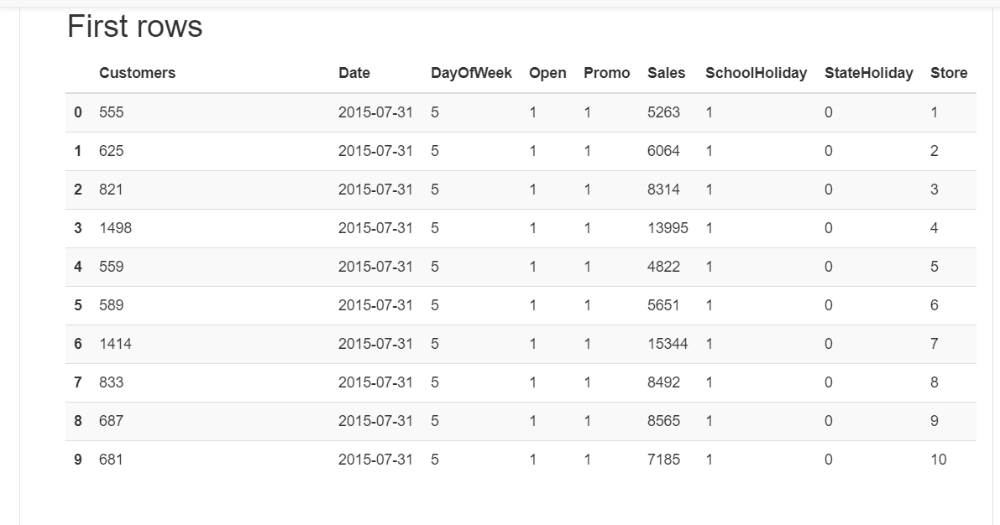 First rows
Customers Date DayOfWeek Open Promo Sales SchoolHoliday StateHoliday Store
0 555 2015-07-31 5 1 1 5263 1 0 1
1 625 2015-07-31 5 1 1 6064 1 0 2
2 821 2015-07-31 5 1 1 8314 1 0 3
3 1498 2015-07-31 5 1 1 13995 1 0 4
4 559 2015-07-31 5 1 1 4822 1 0 5
5 589 2015-07-31 5 1 1 5651 1 0 6
6 1414 2015-07-31 5 1 1 15344 1 0 7
7 833 2015-07-31 5 1 1 8492 1 0 8
8 687 2015-07-31 5 1 1 8565 1 0 9
9 681 2015-07-31 5 1 1 7185 1 0 10